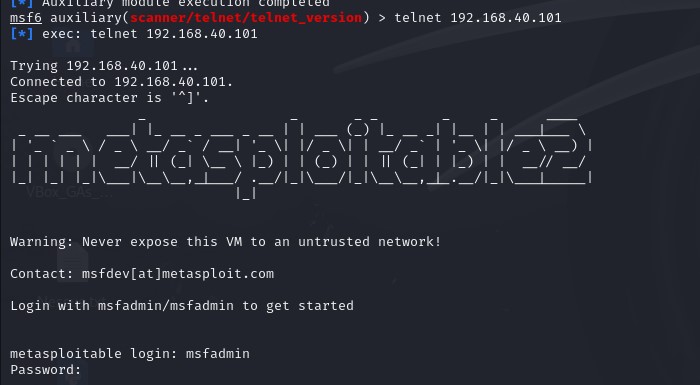 [*] Auxiliary module execution completed
msf6 auxiliary(scanner/telnet/telnet_version) > telnet 192.168.40.101
[*] exec: telnet 192.168.40.101
Trying 192.168.40.101...
Connected to 192.168.40.101.
Escape character is '^]'.
metasploitable2
Warning: Never expose this VM to an untrusted network!
Contact: msfdev[at]metasploit.com
Login with msfadmin/msfadmin to get started
metasploitable login: msfadmin
Password: